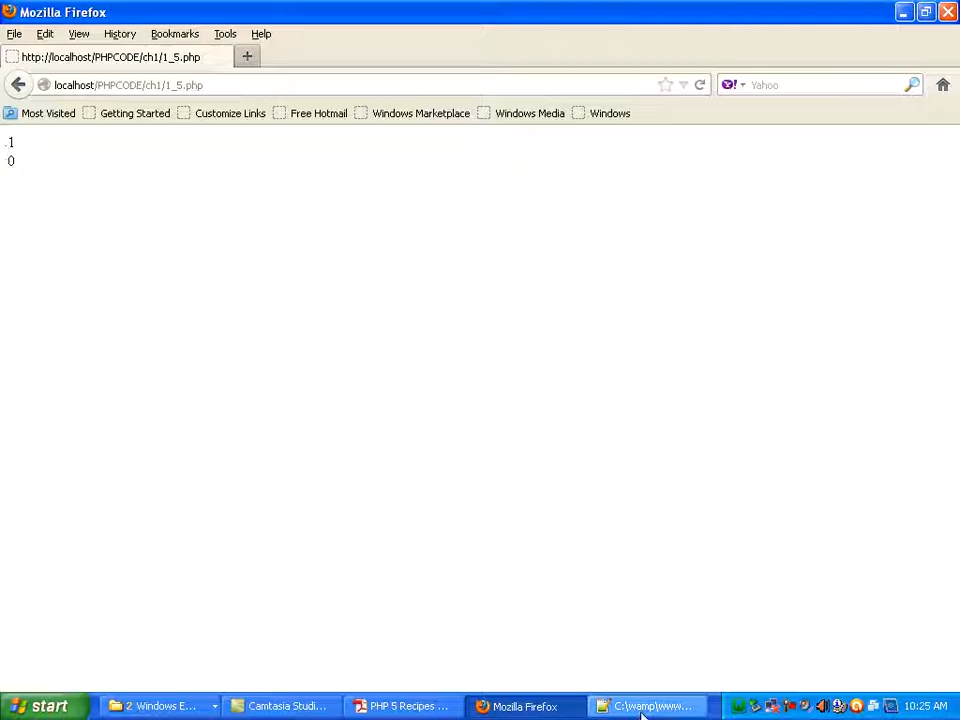 Mozilla Firefox
File Edit View History Bookmarks Tools Help
http://localhost/PHPCODE/ch1/1_5.php
localhost/PHPCODE/ch1/1_5.php Yahoo
Most Visited Getting Started Customize Links Free Hotmail Windows Marketplace Windows Media Windows
1
0
start 2 Windows E... Camtasia Studi... PHP 5 Recipes ... Mozilla Firefox C:\wamp\www... 10:25 AM